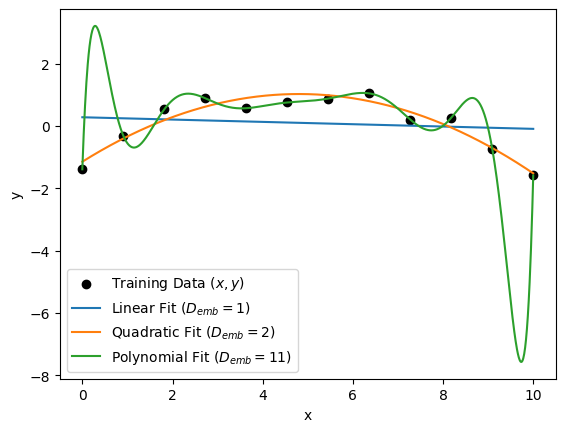 2
0
−2
−4
−6
−8
y
Training Data (x, y)
Linear Fit (D_emb = 1)
Quadratic Fit (D_emb = 2)
Polynomial Fit (D_emb = 11)
0 2 4 6 8 10
x